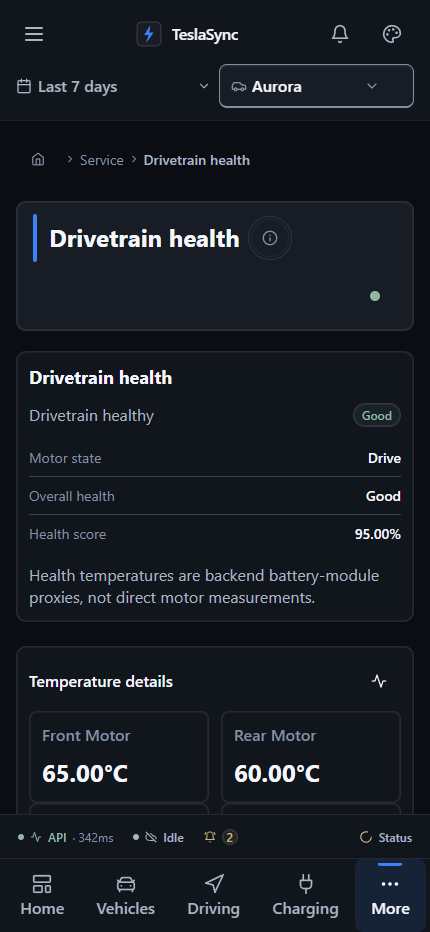 TeslaSync
Last 7 days
Aurora
Service
Drivetrain health
Drivetrain health
Drivetrain health
Drivetrain healthy
Good
Motor state
Drive
Overall health
Good
Health score
95.00%
Health temperatures are backend battery-module
proxies, not direct motor measurements.
Temperature details
Front Motor
Rear Motor
65.00°C
60.00°C
API · 342ms
Idle
2
Status
Home
Vehicles
Driving
Charging
More